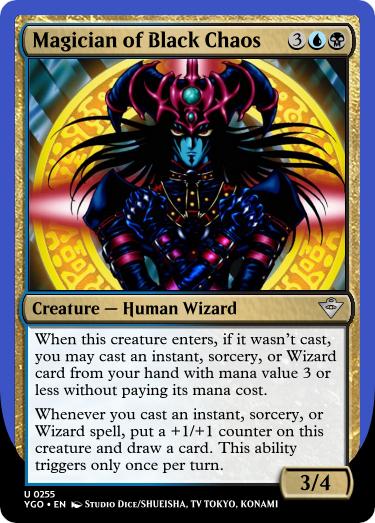 Magician of Black Chaos 3
Creature — Human Wizard
When this creature enters, if it wasn't cast,
you may cast an instant, sorcery, or Wizard
card from your hand with mana value 3 or
less without paying its mana cost.
Whenever you cast an instant, sorcery, or
Wizard spell, put a +1/+1 counter on this
creature and draw a card. This ability
triggers only once per turn.
3/4
U 0255
YGO • EN Studio Dice/SHUEISHA, TV TOKYO, KONAMI